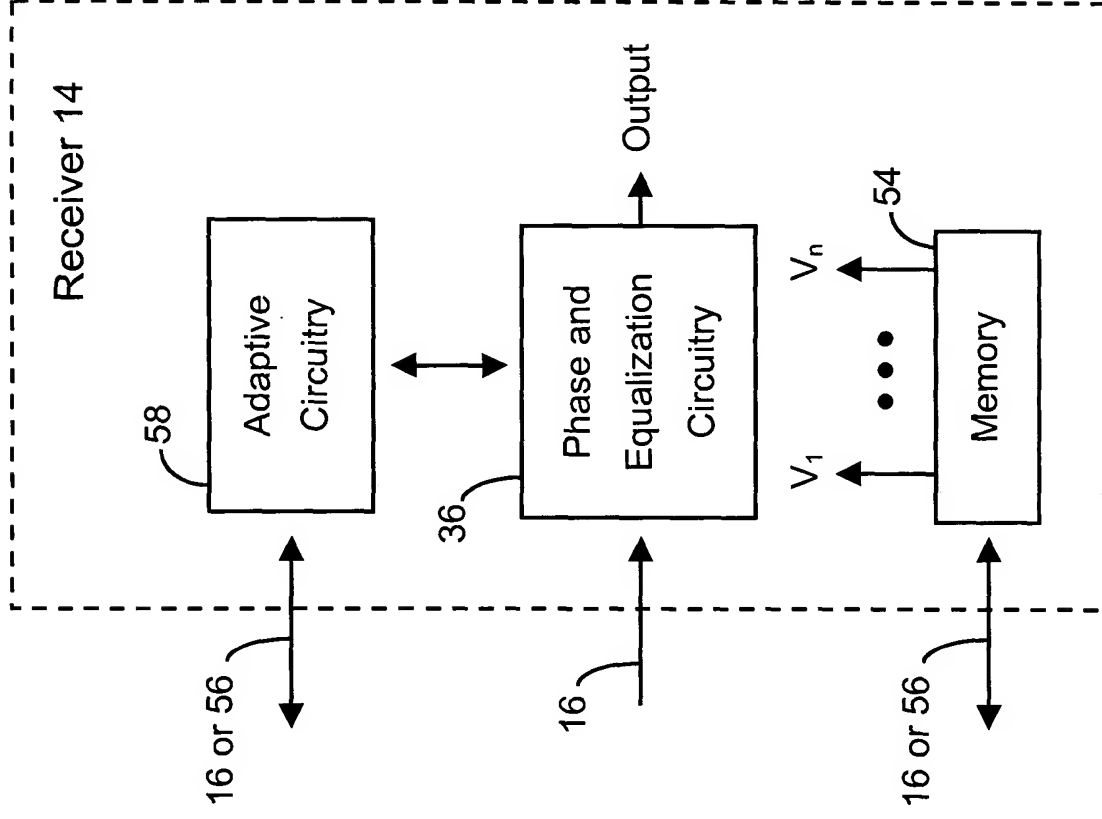 Receiver 14
58
Adaptive
Circuitry
16 or 56
36
Phase and
Equalization
Circuitry
Output
16
V₁
Vₙ
54
Memory
16 or 56